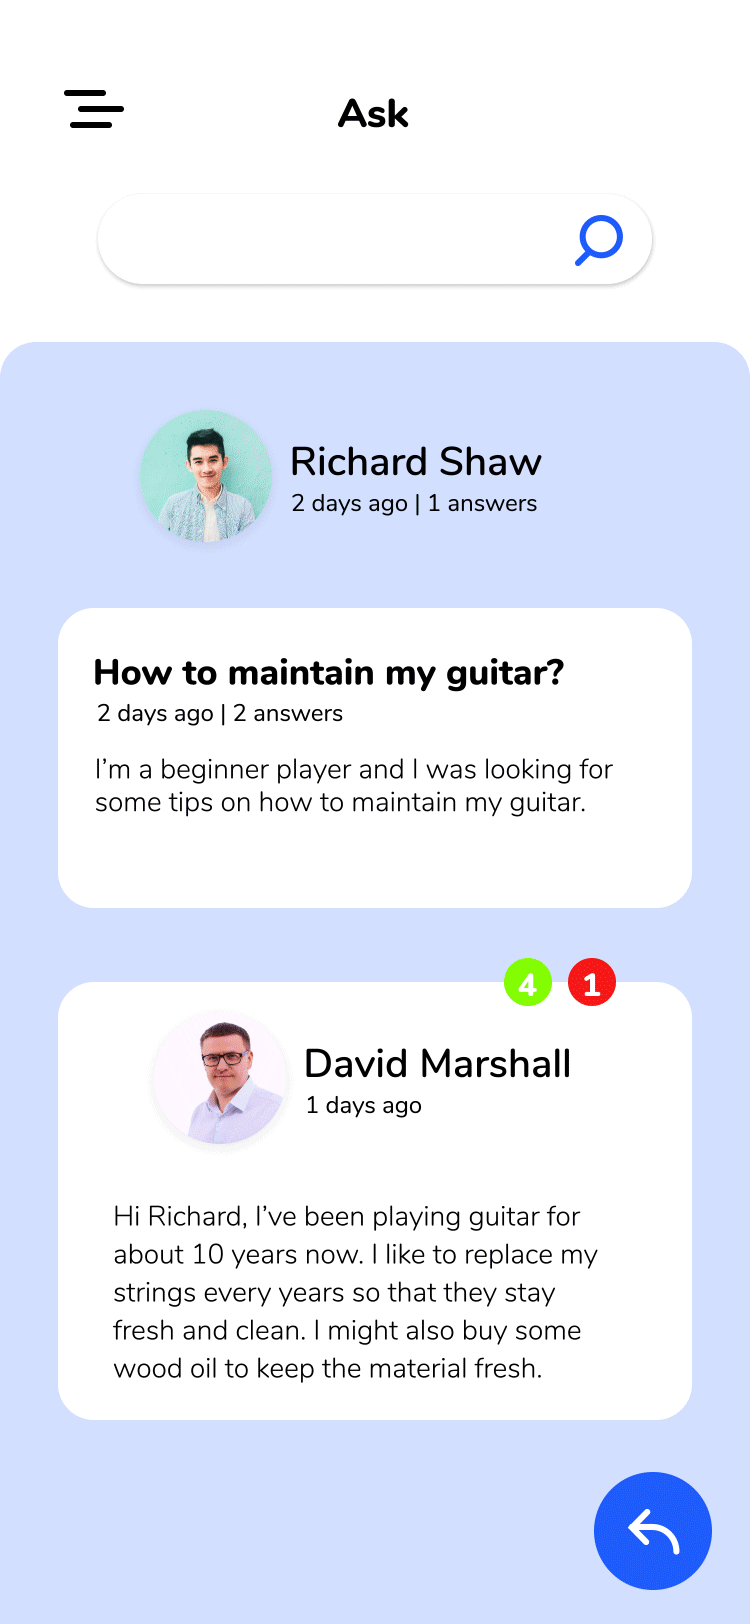 Ask
Richard Shaw
2 days ago | 1 answers
How to maintain my guitar?
2 days ago | 2 answers
I’m a beginner player and I was looking for
some tips on how to maintain my guitar.
4 1
David Marshall
1 days ago
Hi Richard, I’ve been playing guitar for
about 10 years now. I like to replace my
strings every years so that they stay
fresh and clean. I might also buy some
wood oil to keep the material fresh.